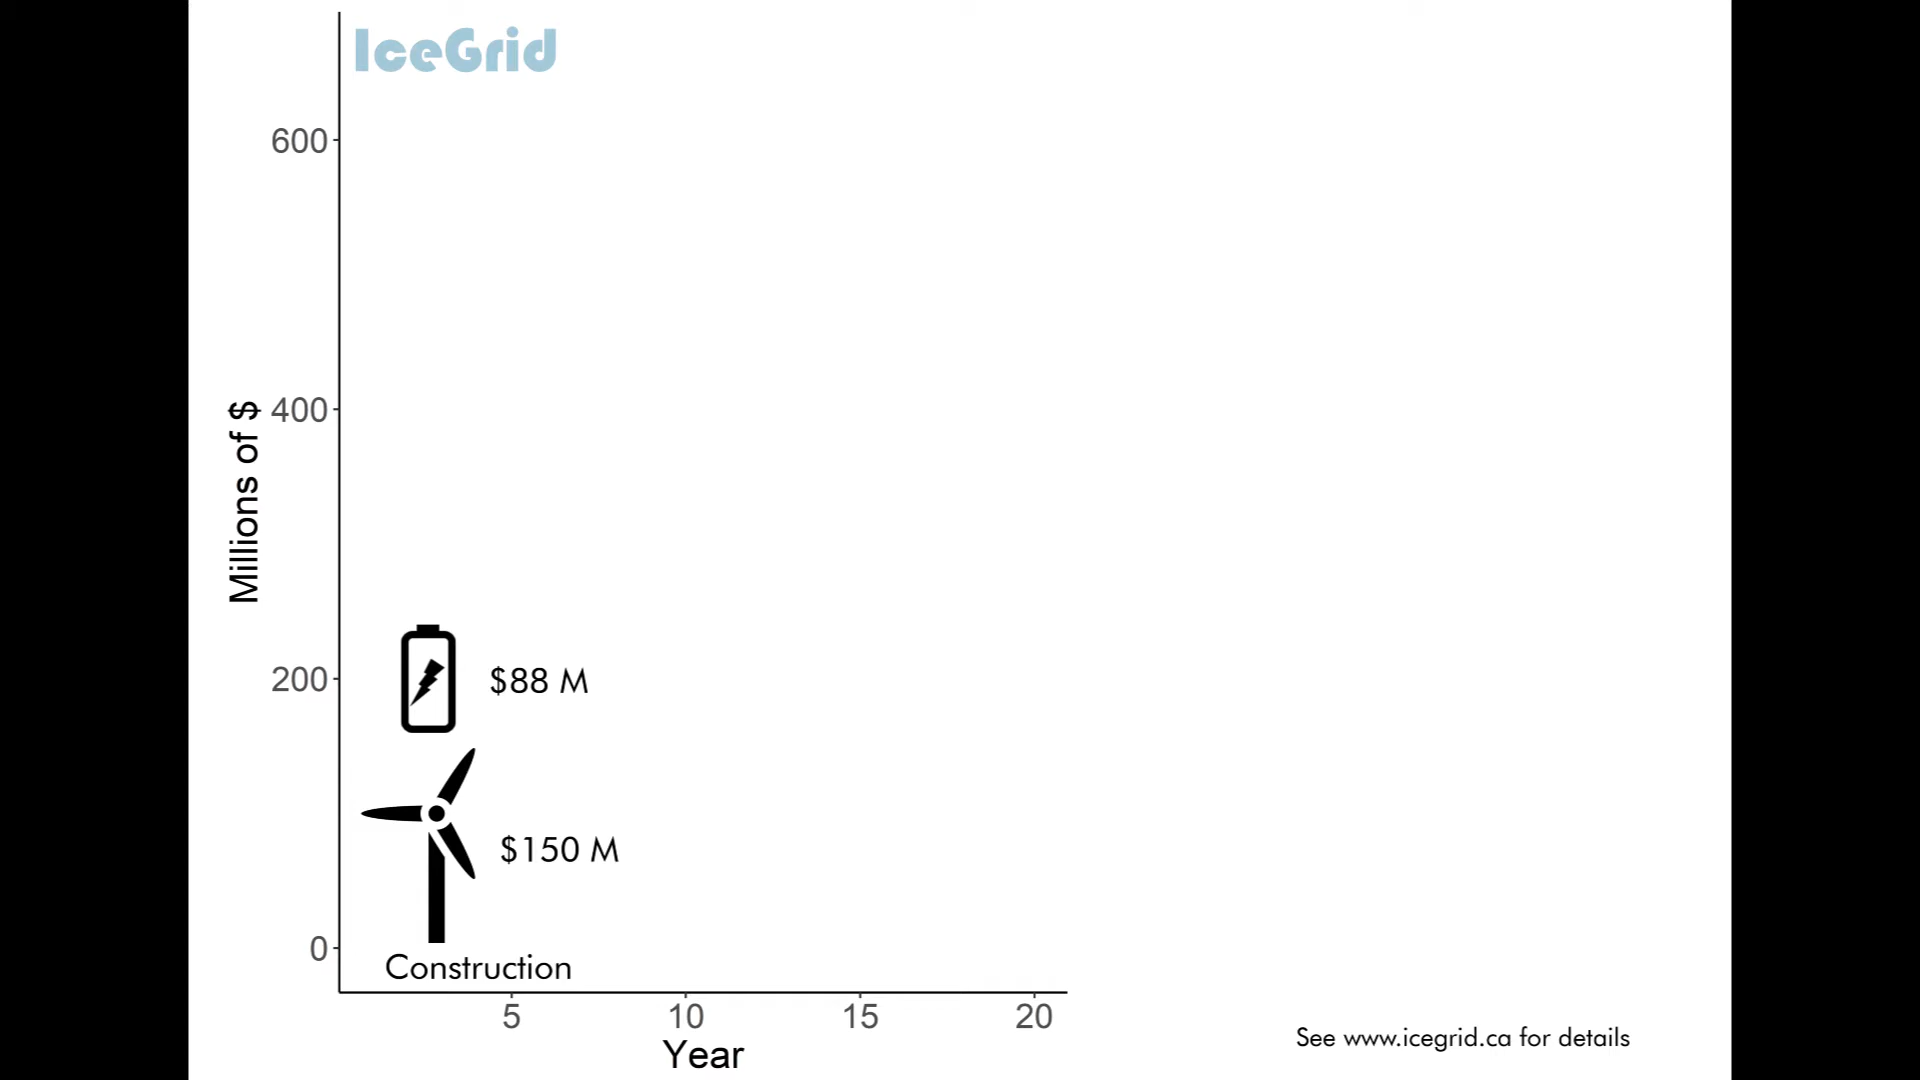 IceGrid
600
400
200
0
Millions of $
$88 M
$150 M
Construction
5 10 15 20
Year
See www.icegrid.ca for details